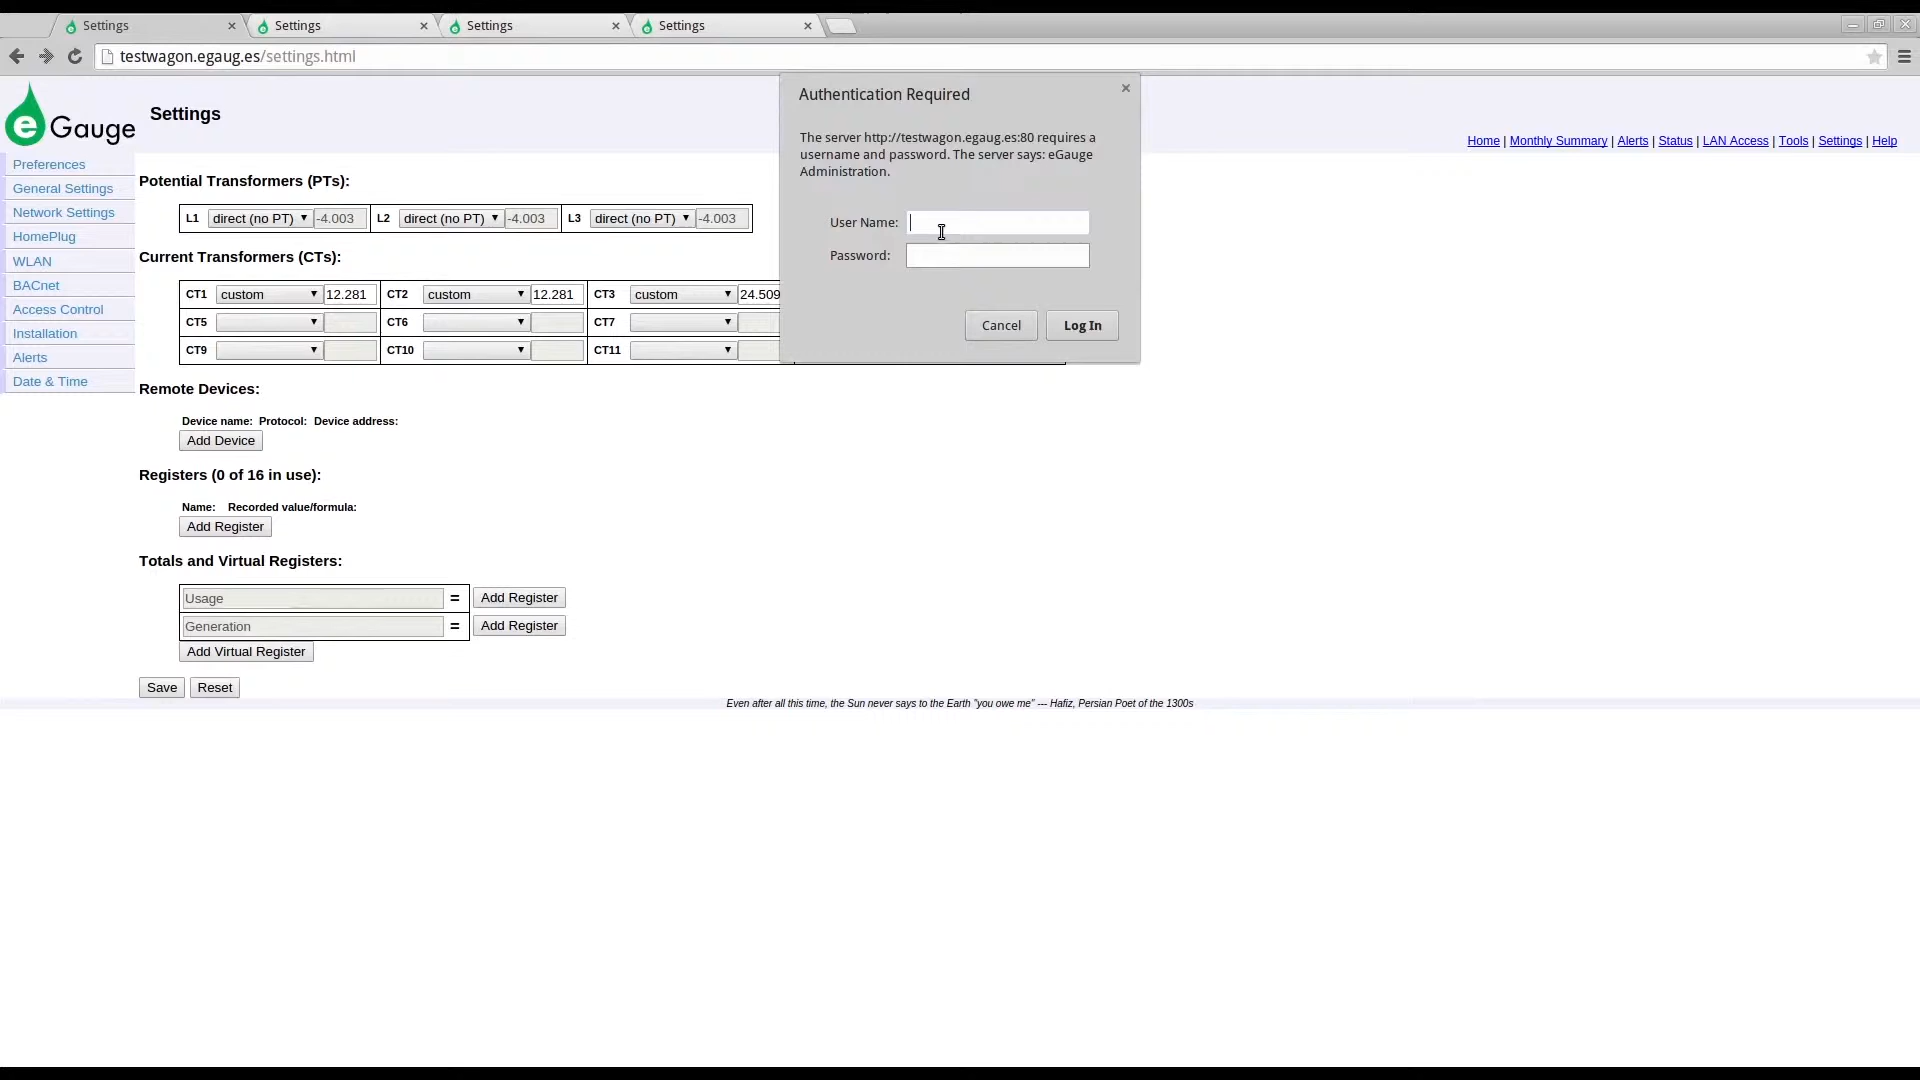 Settings
Settings
Settings
Settings
testwagon.egaug.es/settings.html
eGauge
Settings
Home | Monthly Summary | Alerts | Status | LAN Access | Tools | Settings | Help
Preferences
General Settings
Network Settings
HomePlug
WLAN
BACnet
Access Control
Installation
Alerts
Date & Time
Potential Transformers (PTs):
L1 direct (no PT) -4.003 L2 direct (no PT) -4.003 L3 direct (no PT) -4.003
Current Transformers (CTs):
CT1 custom 12.281 CT2 custom 12.281 CT3 custom 24.509
CT5 CT6 CT7
CT9 CT10 CT11
Remote Devices:
Device name: Protocol: Device address:
Add Device
Registers (0 of 16 in use):
Name: Recorded value/formula:
Add Register
Totals and Virtual Registers:
Usage = Add Register
Generation = Add Register
Add Virtual Register
Save Reset
Even after all this time, the Sun never says to the Earth "you owe me" --- Hafiz, Persian Poet of the 1300s
Authentication Required
The server http://testwagon.egaug.es:80 requires a
username and password. The server says: eGauge
Administration.
User Name:
Password:
Cancel Log In